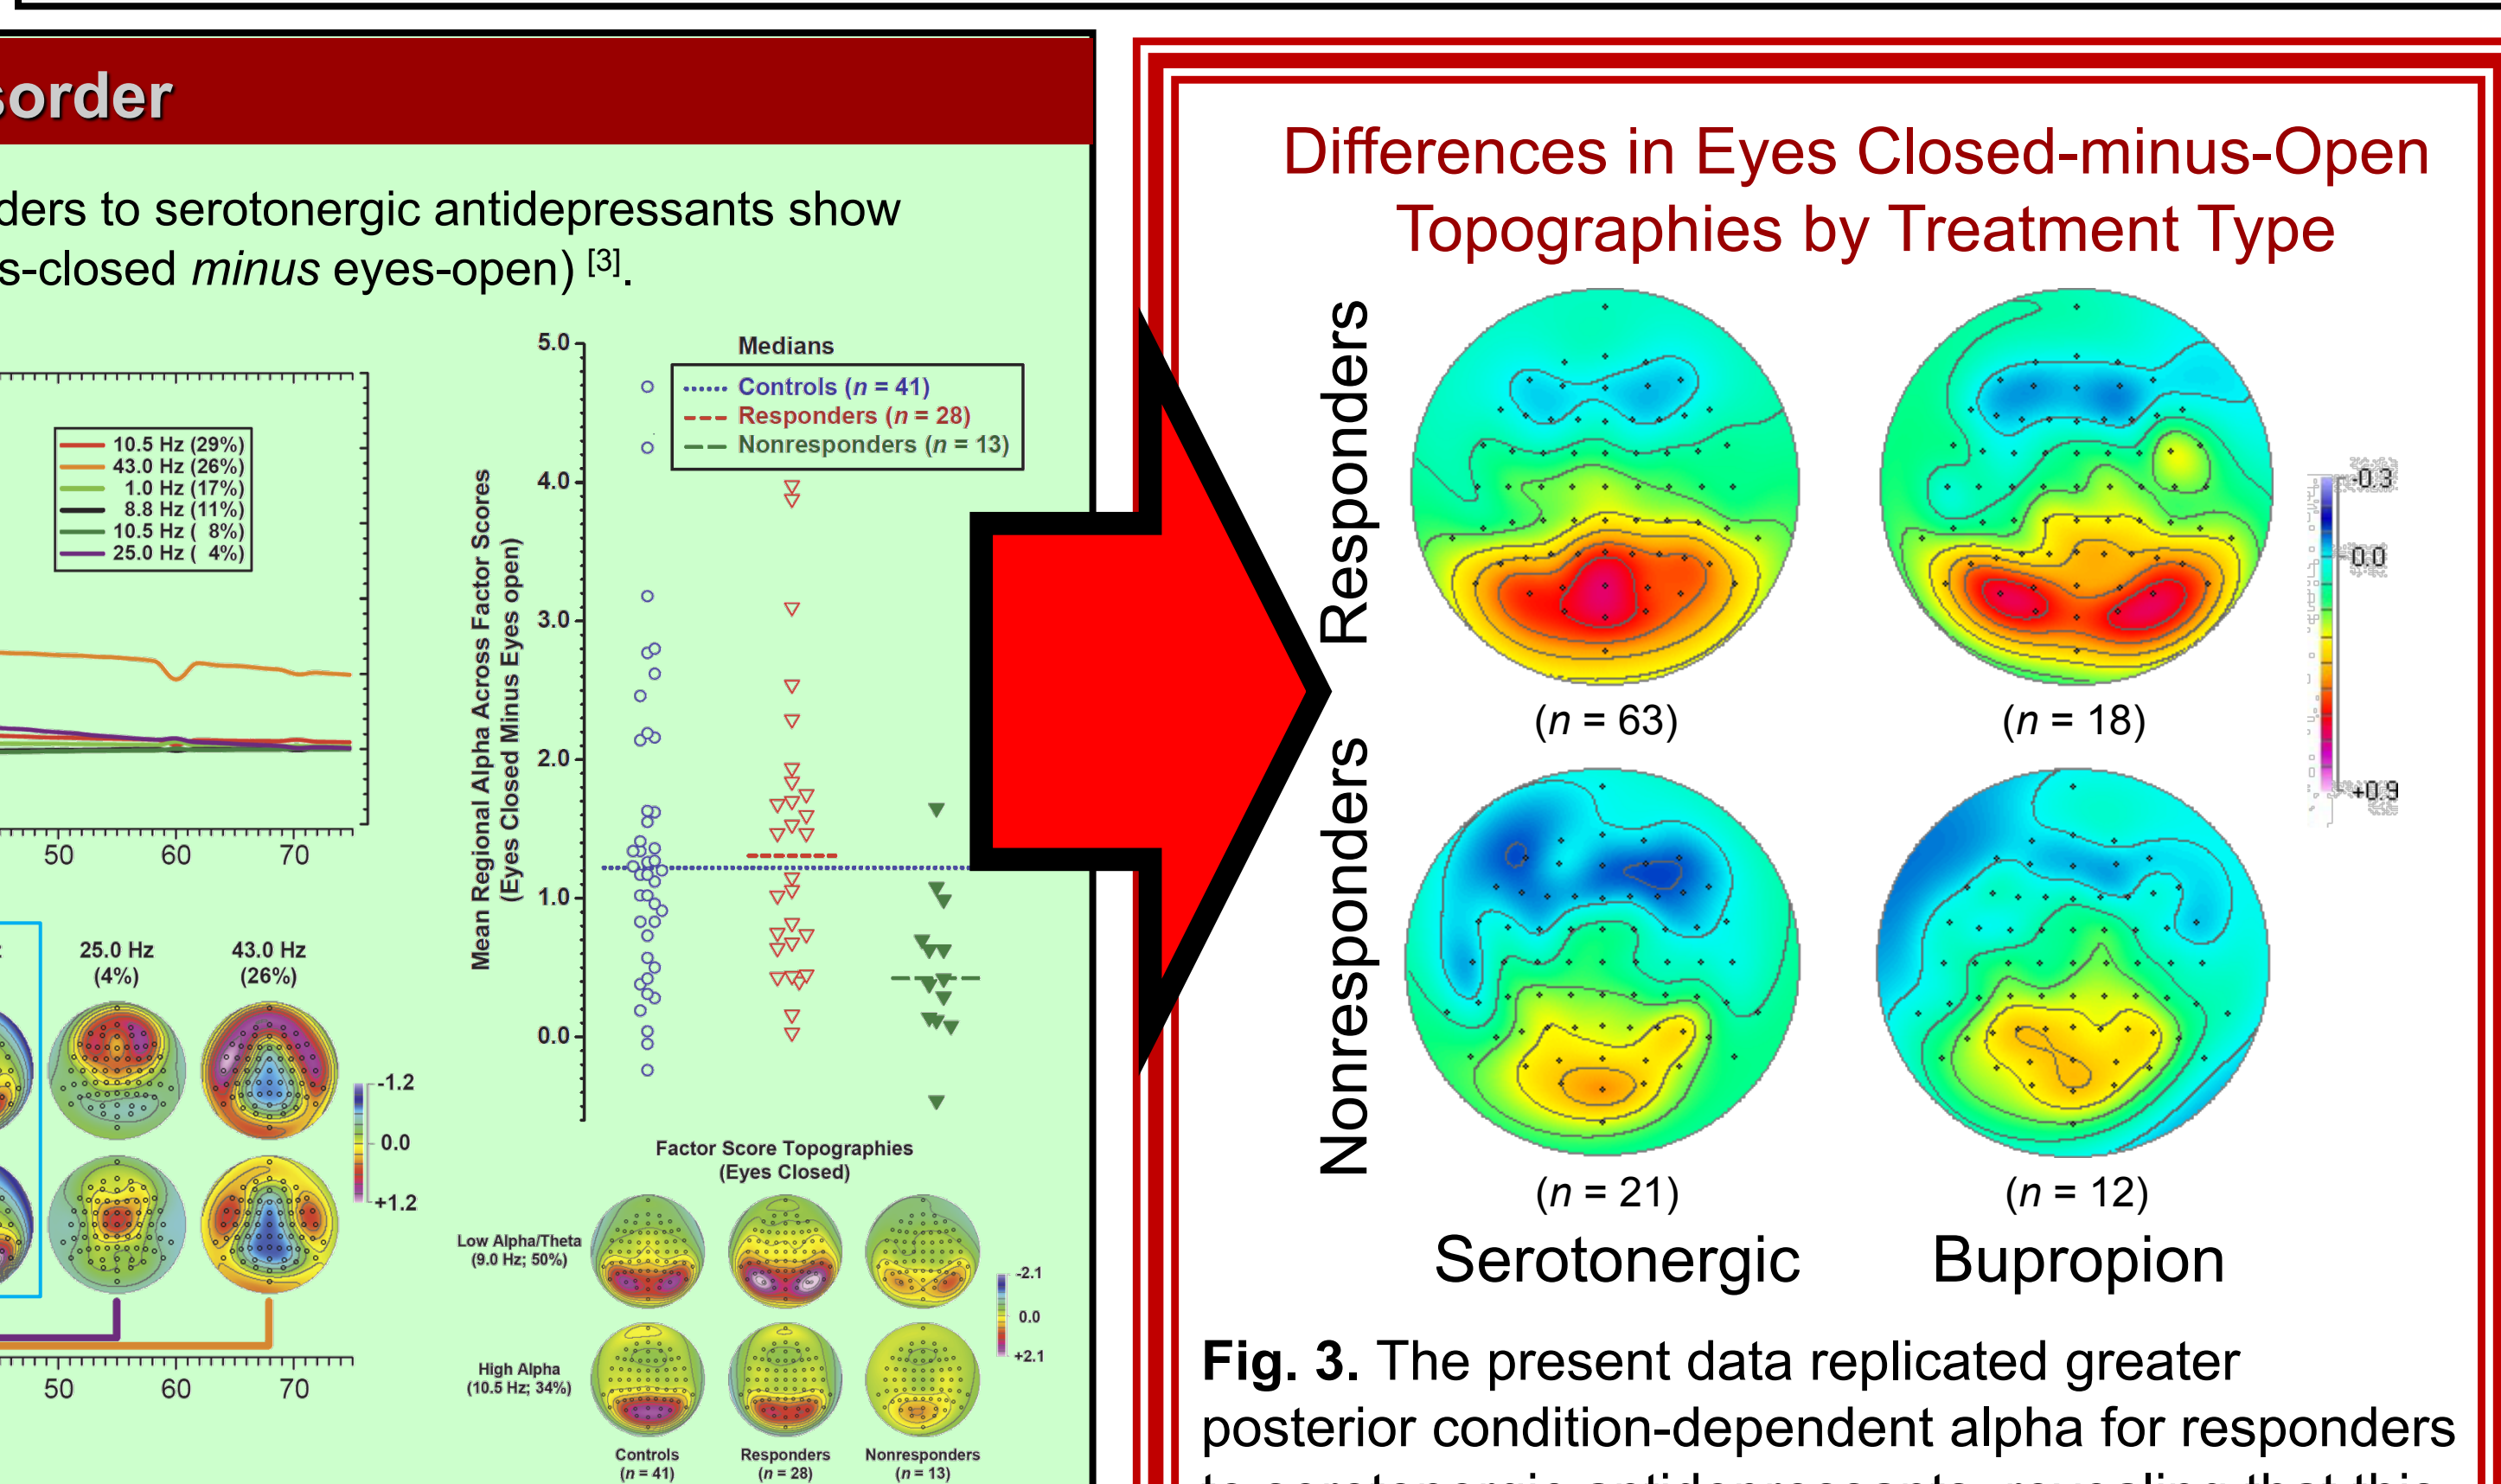 sorder
ders to serotonergic antidepressants show
s-closed minus eyes-open) [3].
10.5 Hz (29%)
43.0 Hz (26%)
1.0 Hz (17%)
8.8 Hz (11%)
10.5 Hz ( 8%)
25.0 Hz ( 4%)
50 60 70
25.0 Hz
(4%)
43.0 Hz
(26%)
-1.2
0.0
+1.2
50 60 70
Mean Regional Alpha Across Factor Scores
(Eyes Closed Minus Eyes open)
5.0
4.0
3.0
2.0
1.0
0.0
Medians
Controls (n = 41)
Responders (n = 28)
Nonresponders (n = 13)
Factor Score Topographies
(Eyes Closed)
Low Alpha/Theta
(9.0 Hz; 50%)
High Alpha
(10.5 Hz; 34%)
-2.1
0.0
+2.1
Controls
(n = 41)
Responders
(n = 28)
Nonresponders
(n = 13)
Differences in Eyes Closed-minus-Open
Topographies by Treatment Type
Responders
(n = 63) (n = 18)
-0.3
0.0
+0.9
Nonresponders
(n = 21) (n = 12)
Serotonergic Bupropion
Fig. 3. The present data replicated greater
posterior condition-dependent alpha for responders
to serotonergic antidepressants, revealing that this